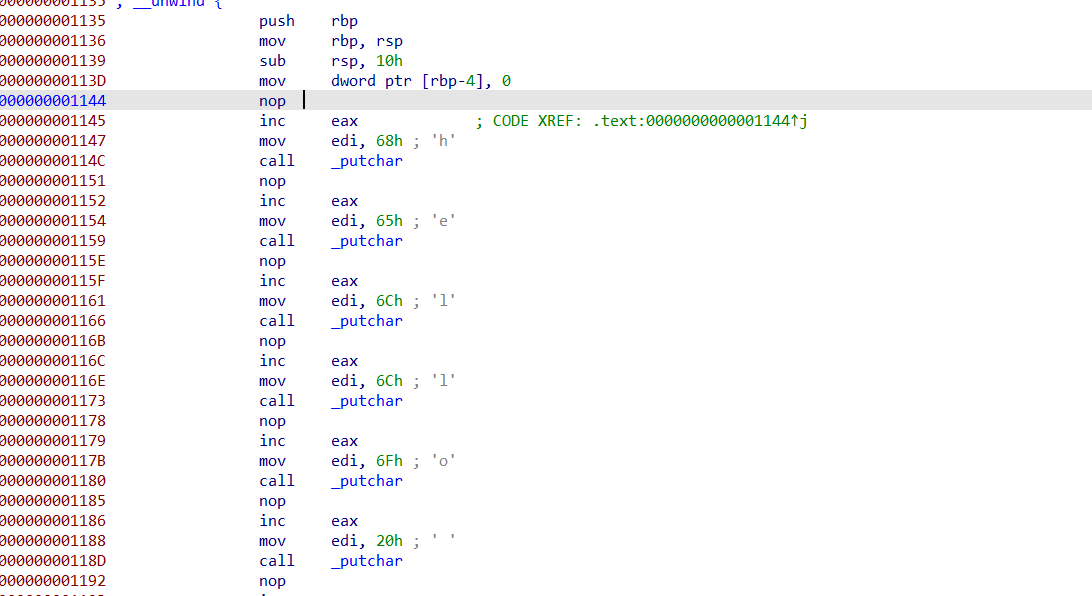 000000001135 ; __unwind {
000000001135 push rbp
000000001136 mov rbp, rsp
000000001139 sub rsp, 10h
00000000113D mov dword ptr [rbp-4], 0
000000001144 nop
000000001145 inc eax ; CODE XREF: .text:0000000000001144↑j
000000001147 mov edi, 68h ; 'h'
00000000114C call _putchar
000000001151 nop
000000001152 inc eax
000000001154 mov edi, 65h ; 'e'
000000001159 call _putchar
00000000115E nop
00000000115F inc eax
000000001161 mov edi, 6Ch ; 'l'
000000001166 call _putchar
00000000116B nop
00000000116C inc eax
00000000116E mov edi, 6Ch ; 'l'
000000001173 call _putchar
000000001178 nop
000000001179 inc eax
00000000117B mov edi, 6Fh ; 'o'
000000001180 call _putchar
000000001185 nop
000000001186 inc eax
000000001188 mov edi, 20h ; ' '
00000000118D call _putchar
000000001192 nop